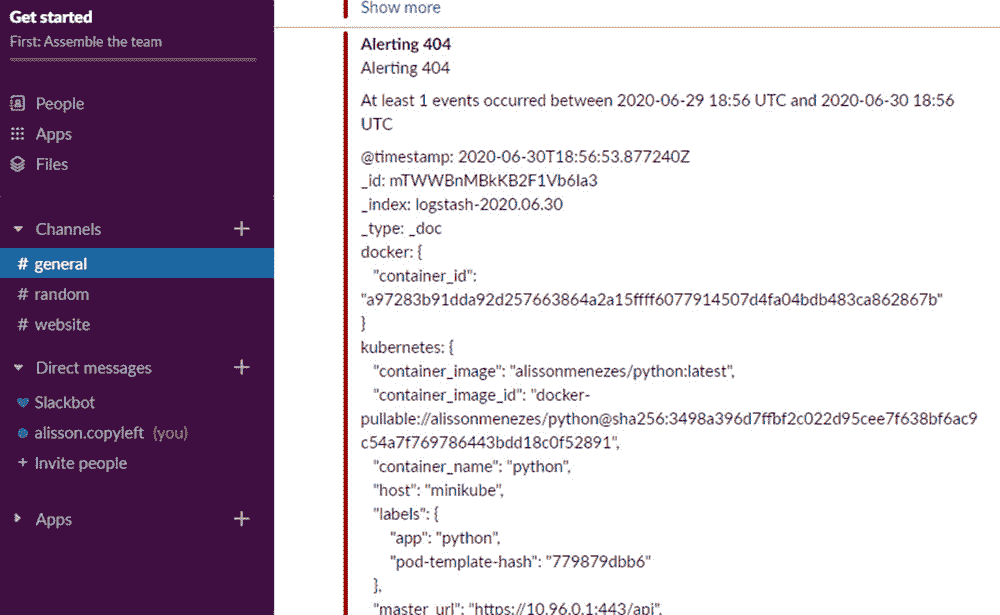 Get started
First: Assemble the team
People
Apps
Files
Channels
# general
# random
# website
Direct messages
Slackbot
alisson.copyleft (you)
+ Invite people
Apps
Show more
Alerting 404
Alerting 404
At least 1 events occurred between 2020-06-29 18:56 UTC and 2020-06-30 18:56
UTC
@timestamp: 2020-06-30T18:56:53.877240Z
_id: mTWWBnMBkKB2F1Vb6Ia3
_index: logstash-2020.06.30
_type: _doc
docker: {
"container_id":
"a97283b91dda92d257663864a2a15ffff6077914507d4fa04bdb483ca862867b"
}
kubernetes: {
"container_image": "alissonmenezes/python:latest",
"container_image_id": "docker-
pullable://alissonmenezes/python@sha256:3498a396d7ffbf2c022d95cee7f638bf6ac9
c54a7f769786443bdd18c0f52891",
"container_name": "python",
"host": "minikube",
"labels": {
"app": "python",
"pod-template-hash": "779879dbb6"
},
"master_url": "https://10.96.0.1:443/api",